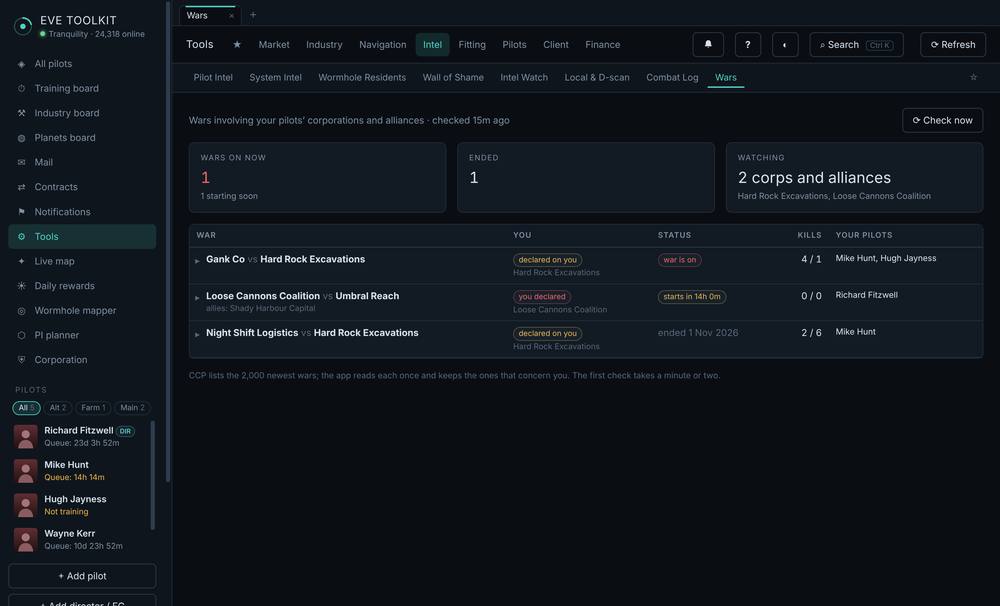 EVE TOOLKIT
Tranquility · 24,318 online
All pilots
Training board
Industry board
Planets board
Mail
Contracts
Notifications
Tools
Live map
Daily rewards
Wormhole mapper
PI planner
Corporation
PILOTS
All 5 Alt 2 Farm 1 Main 2
Richard Fitzwell DIR
Queue: 23d 3h 52m
Mike Hunt
Queue: 14h 14m
Hugh Jayness
Not training
Wayne Kerr
Queue: 10d 23h 52m
+ Add pilot
+ Add director / FC
Wars × +
Tools ★ Market Industry Navigation Intel Fitting Pilots Client Finance ? Search Ctrl K ⟳ Refresh
Pilot Intel System Intel Wormhole Residents Wall of Shame Intel Watch Local & D-scan Combat Log Wars ☆
Wars involving your pilots' corporations and alliances · checked 15m ago
⟳ Check now
WARS ON NOW
1
1 starting soon
ENDED
1
WATCHING
2 corps and alliances
Hard Rock Excavations, Loose Cannons Coalition
WAR YOU STATUS KILLS YOUR PILOTS
▸ Gank Co vs Hard Rock Excavations declared on you war is on 4 / 1 Mike Hunt, Hugh Jayness
Hard Rock Excavations
▸ Loose Cannons Coalition vs Umbral Reach you declared starts in 14h 0m 0 / 0 Richard Fitzwell
allies: Shady Harbour Capital Loose Cannons Coalition
▸ Night Shift Logistics vs Hard Rock Excavations declared on you ended 1 Nov 2026 2 / 6 Mike Hunt
Hard Rock Excavations
CCP lists the 2,000 newest wars; the app reads each once and keeps the ones that concern you. The first check takes a minute or two.